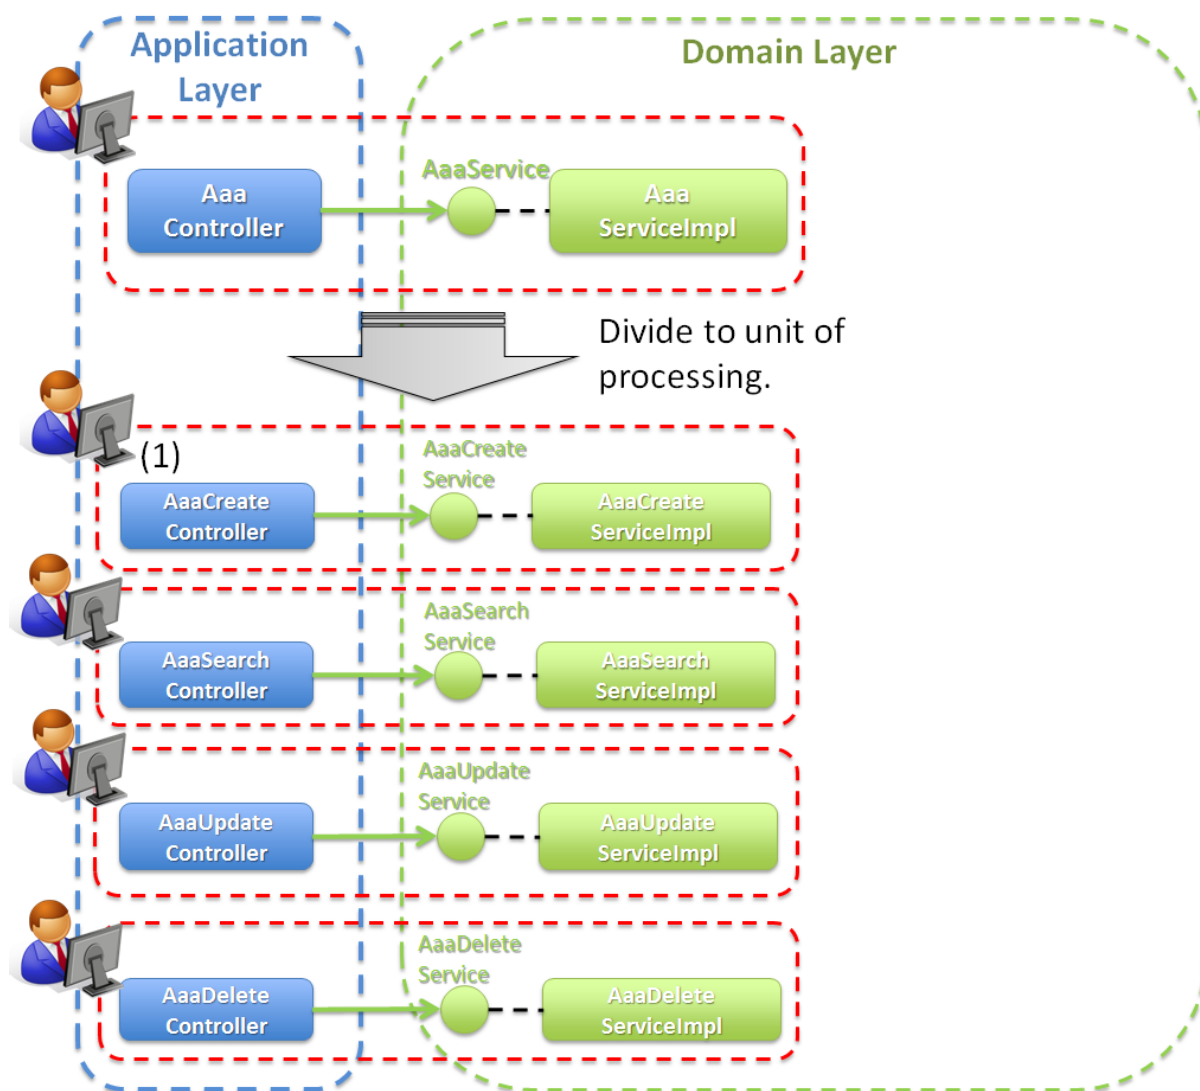 Application
Layer
Domain Layer
AaaService
Aaa
Controller
Aaa
ServiceImpl
Divide to unit of
processing.
(1)
AaaCreate
Service
AaaCreate
Controller
AaaCreate
ServiceImpl
AaaSearch
Service
AaaSearch
Controller
AaaSearch
ServiceImpl
AaaUpdate
Service
AaaUpdate
Controller
AaaUpdate
ServiceImpl
AaaDelete
Service
AaaDelete
Controller
AaaDelete
ServiceImpl